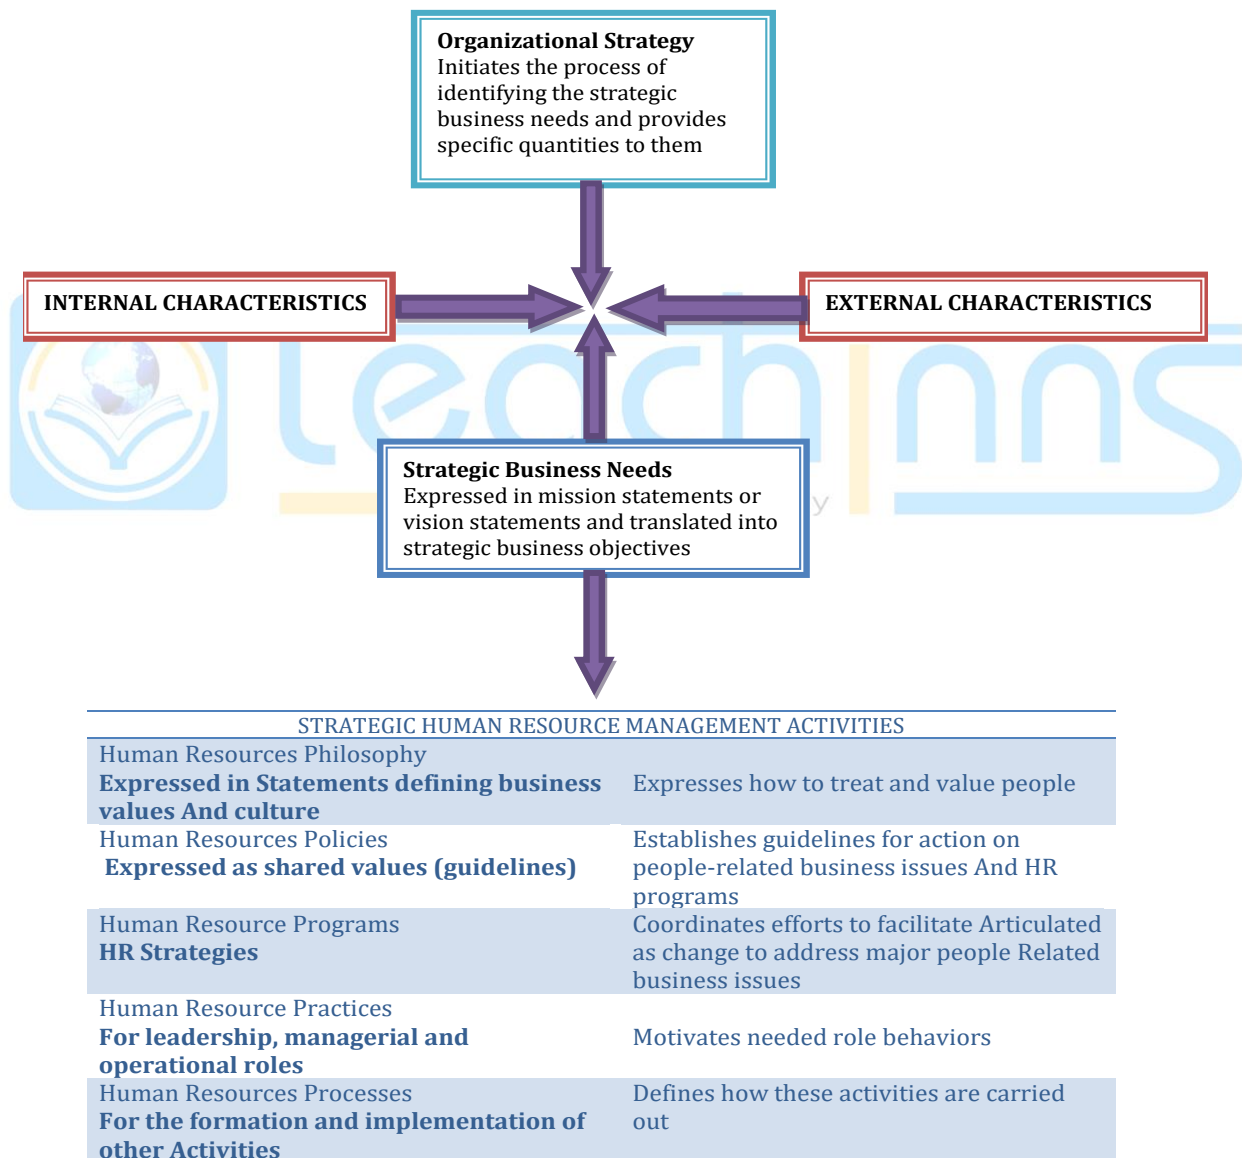 Organizational Strategy
Initiates the process of
identifying the strategic
business needs and provides
specific quantities to them
INTERNAL CHARACTERISTICS
EXTERNAL CHARACTERISTICS
Teachinns
y
Strategic Business Needs
Expressed in mission statements or
vision statements and translated into
strategic business objectives
STRATEGIC HUMAN RESOURCE MANAGEMENT ACTIVITIES
Human Resources Philosophy
Expressed in Statements defining business
values And culture
Expresses how to treat and value people
Human Resources Policies
Expressed as shared values (guidelines)
Establishes guidelines for action on
people-related business issues And HR
programs
Human Resource Programs
HR Strategies
Coordinates efforts to facilitate Articulated
as change to address major people Related
business issues
Human Resource Practices
For leadership, managerial and
operational roles
Motivates needed role behaviors
Human Resources Processes
For the formation and implementation of
other Activities
Defines how these activities are carried
out